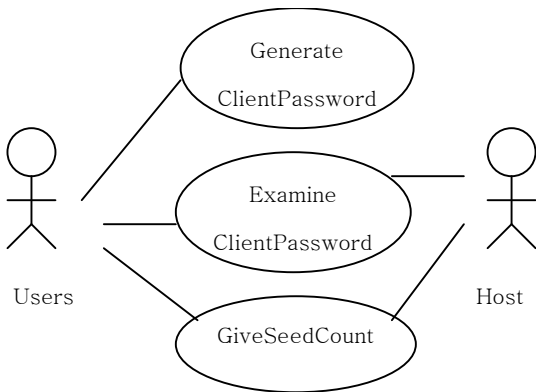 Generate
ClientPassword
Examine
ClientPassword
Users
Host
GiveSeedCount